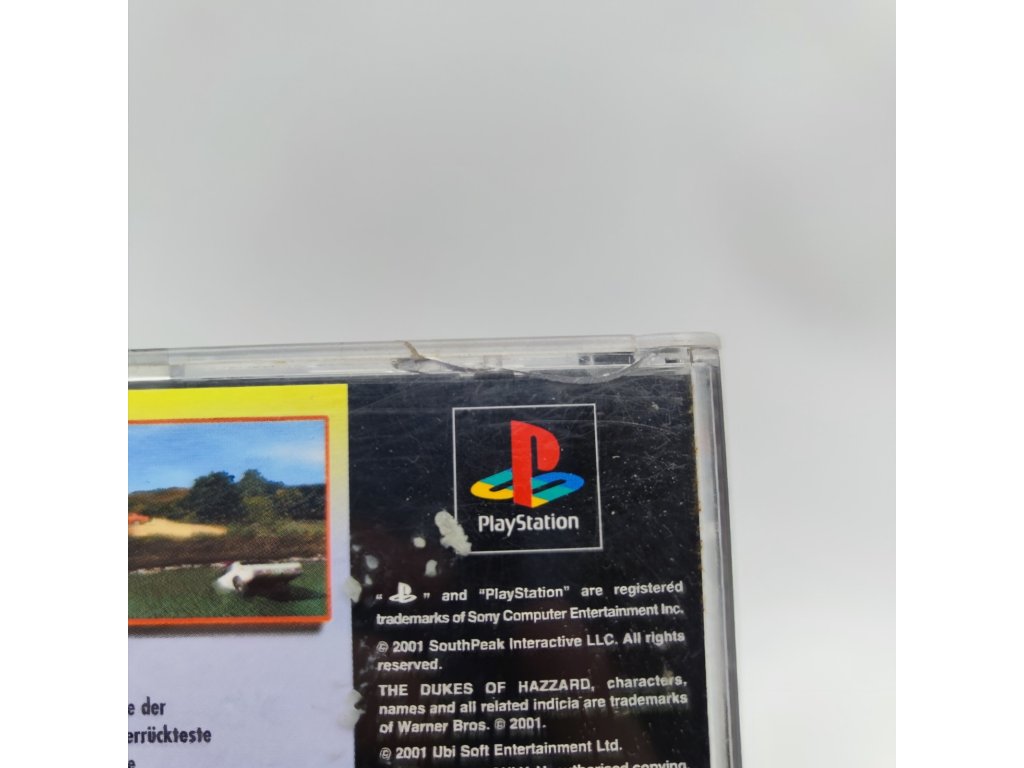 PlayStation
" " and "PlayStation" are registered
trademarks of Sony Computer Entertainment Inc.
© 2001 SouthPeak Interactive LLC. All rights
reserved.
THE DUKES OF HAZZARD, characters,
names and all related indicia are trademarks
of Warner Bros. © 2001.
© 2001 Ubi Soft Entertainment Ltd.
Unauthorised copying,
e der
errückteste
e